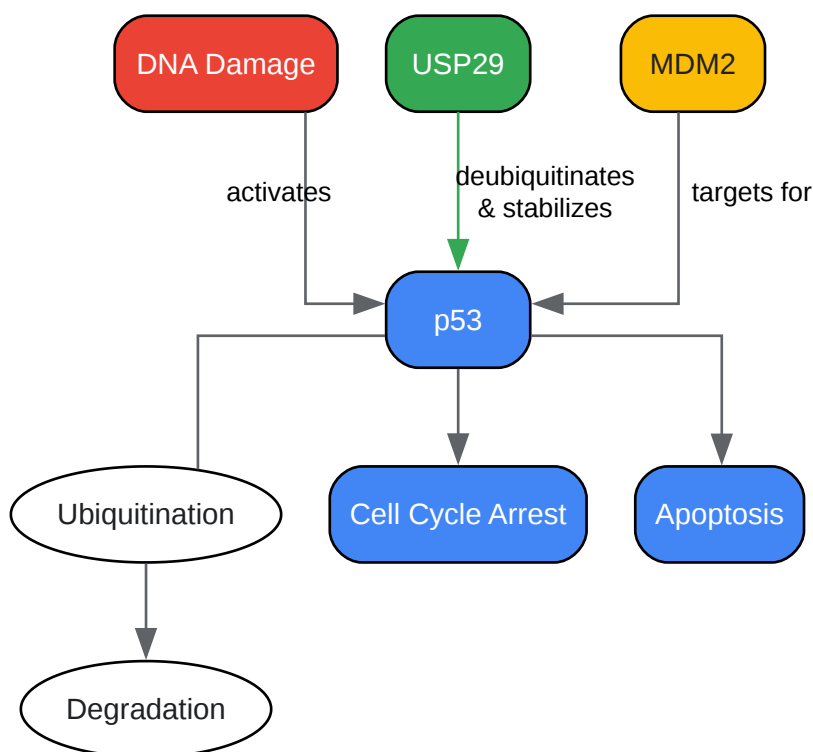 DNA Damage
USP29
MDM2
activates
deubiquitinates
& stabilizes
targets for
p53
Ubiquitination
Cell Cycle Arrest
Apoptosis
Degradation